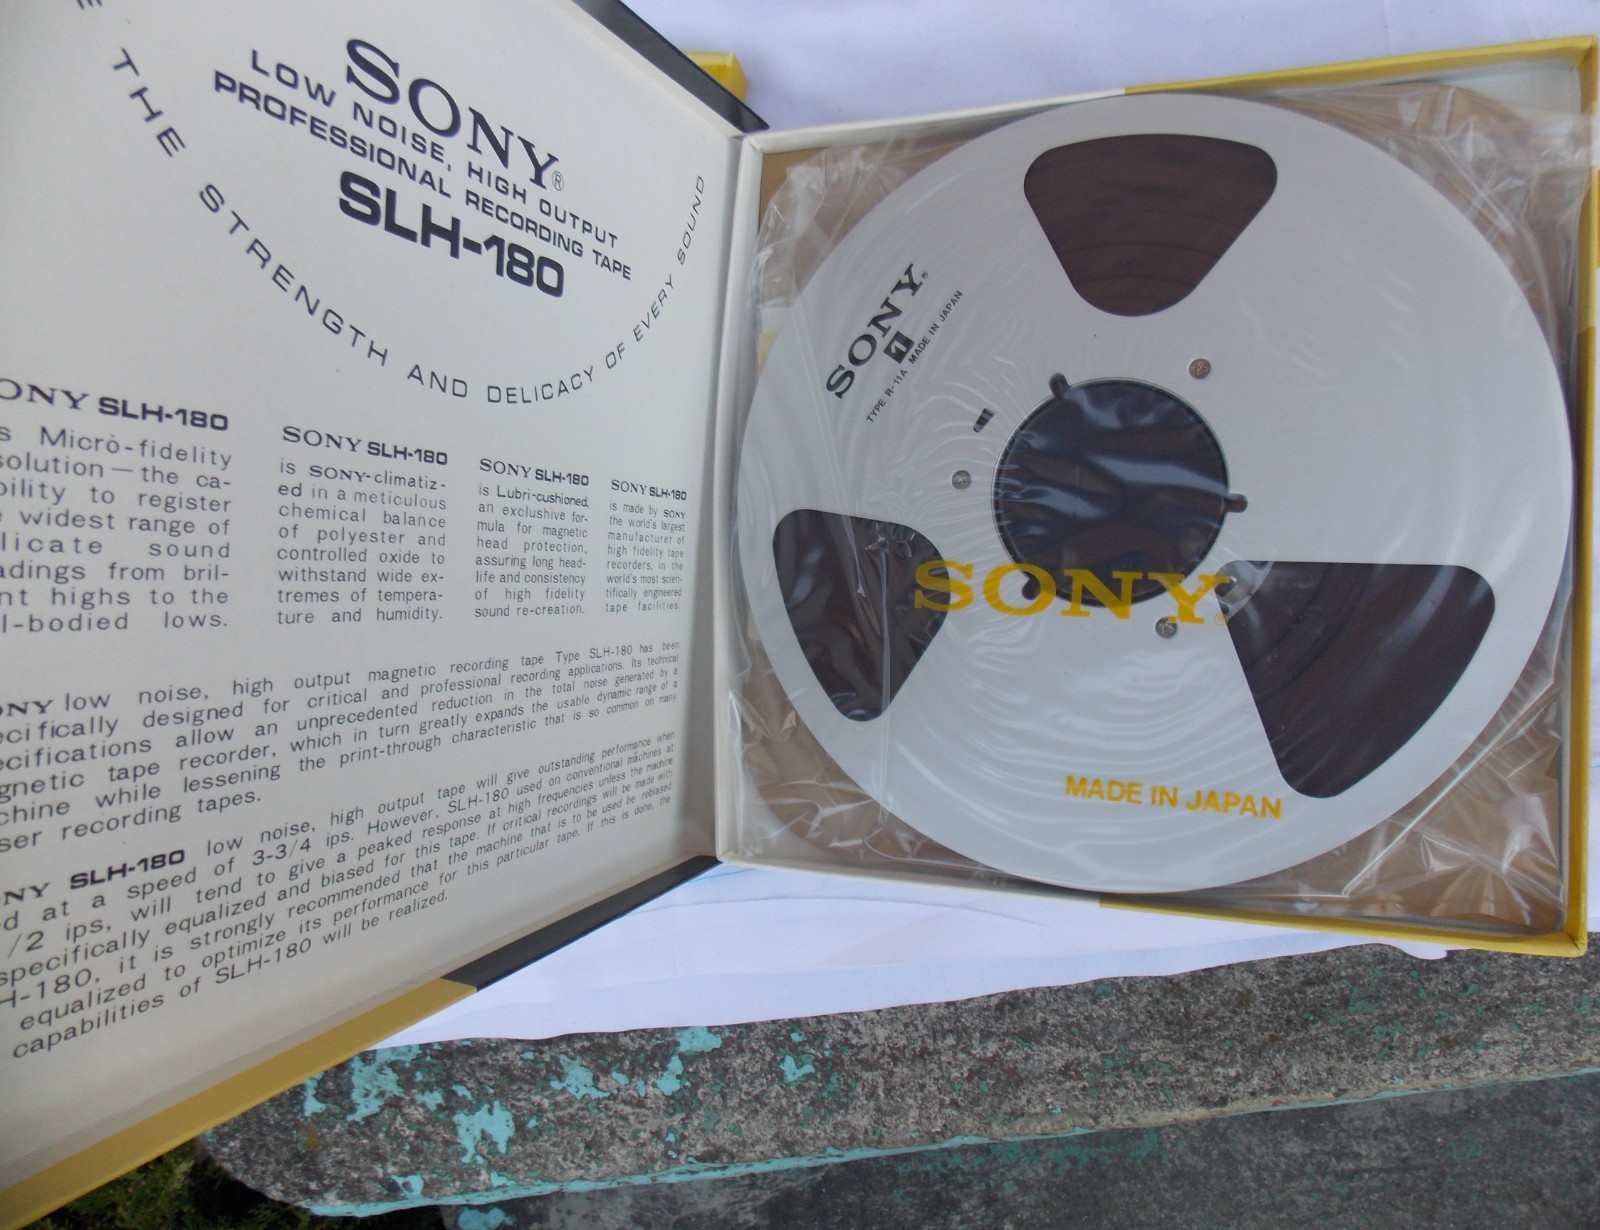 THE STRENGTH AND DELICACY OF EVERY SOUND
SONY®
LOW NOISE, HIGH OUTPUT
PROFESSIONAL RECORDING TAPE
SLH-180
ONY SLH-180
s Micro-fidelity
solution — the ca-
bility to register
e widest range of
licate sound
adings from bril-
nt highs to the
l-bodied lows.
SONY SLH-180
is SONY-climatiz-
ed in a meticulous
chemical balance
of polyester and
controlled oxide to
withstand wide ex-
tremes of tempera-
ture and humidity.
SONY SLH-180
is Lubri-cushioned,
an exclusive for-
mula for magnetic
head protection,
assuring long head-
life and consistency
of high fidelity
sound re-creation.
SONY SLH-180
is made by SONY
the world's largest
manufacturer of
high fidelity tape
recorders, in the
world's most scien-
tifically engineered
tape facilities.
ONY low noise, high output magnetic recording tape Type SLH-180 has been
ecifically designed for critical and professional recording applications. Its technical
ecifications allow an unprecedented reduction in the total noise generated by a
gnetic tape recorder, which in turn greatly expands the usable dynamic range of a
chine while lessening the print-through characteristic that is so common on many
ser recording tapes.
ONY SLH-180 low noise, high output tape will give outstanding performance when
d at a speed of 3-3/4 ips. However, SLH-180 used on conventional machines at
/2 ips, will tend to give a peaked response at high frequencies unless the machine
specifically equalized and biased for this tape. If critical recordings will be made with
H-180, it is strongly recommended that the machine that is to be used be rebiased
equalized to optimize its performance for this particular tape. If this is done, the
capabilities of SLH-180 will be realized.
SONY®
1
TYPE R-11A MADE IN JAPAN
SONY®
MADE IN JAPAN